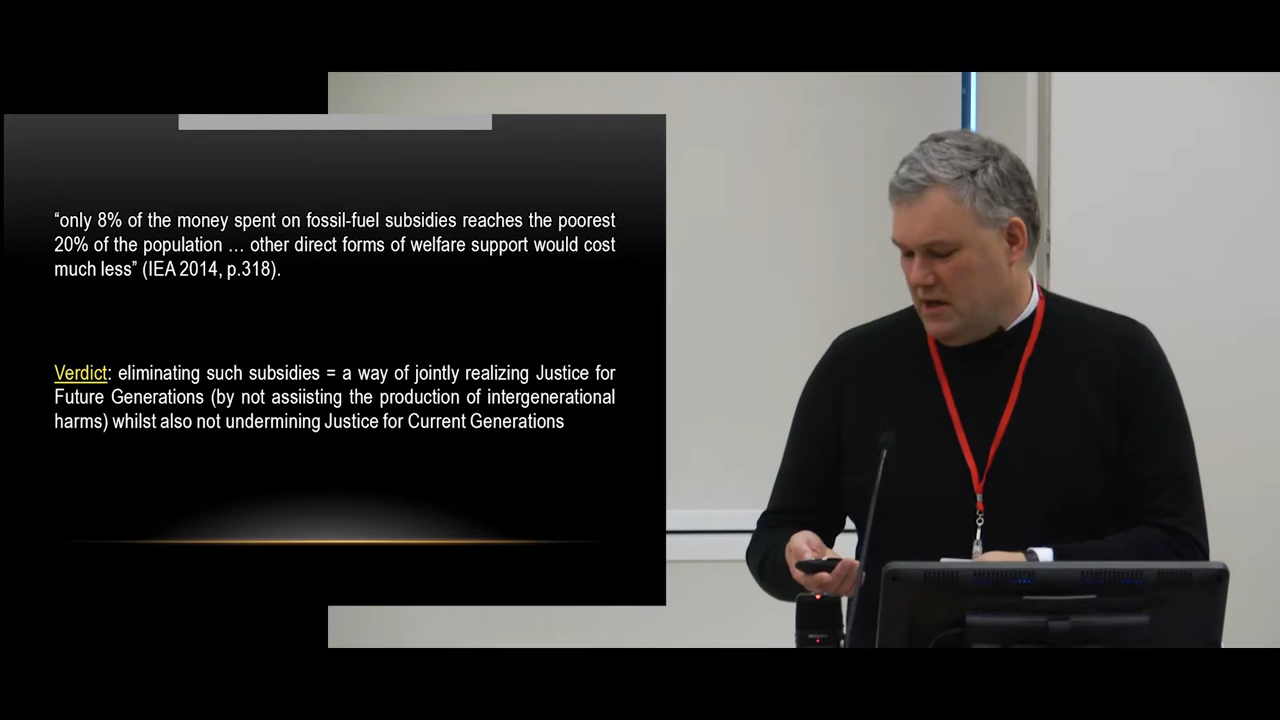 “only 8% of the money spent on fossil-fuel subsidies reaches the poorest
20% of the population … other direct forms of welfare support would cost
much less” (IEA 2014, p.318).
Verdict: eliminating such subsidies = a way of jointly realizing Justice for
Future Generations (by not assiisting the production of intergenerational
harms) whilst also not undermining Justice for Current Generations